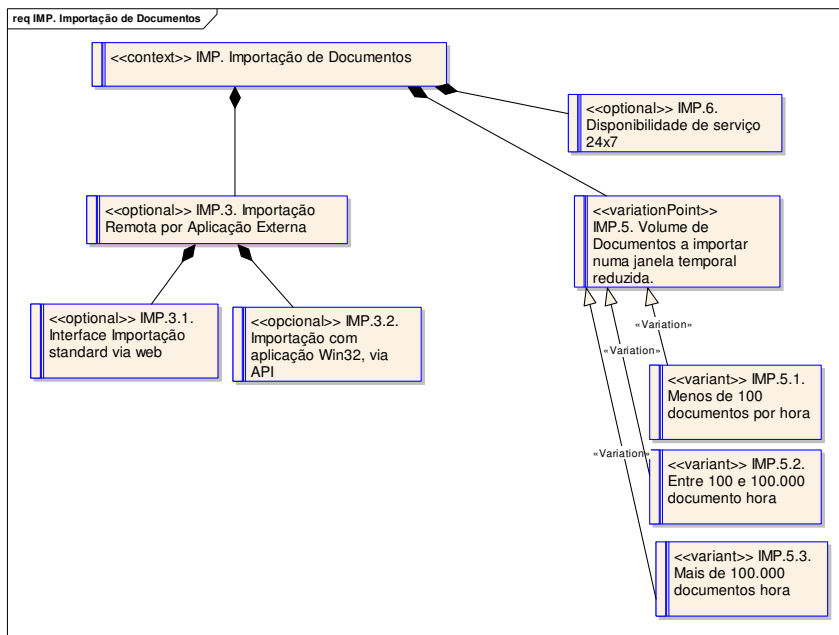 req IMP. Importação de Documentos
<<context>> IMP. Importação de Documentos
<<optional>> IMP.6.
Disponibilidade de serviço
24x7
<<optional>> IMP.3. Importação
Remota por Aplicação Externa
<<variationPoint>>
IMP.5. Volume de
Documentos a importar
numa janela temporal
reduzida.
<<optional>> IMP.3.1.
Interface Importação
standard via web
<<opcional>> IMP.3.2.
Importação com
aplicação Win32, via
API
«Variation»
«Variation»
«Variation»
<<variant>> IMP.5.1.
Menos de 100
documentos por hora
<<variant>> IMP.5.2.
Entre 100 e 100.000
documento hora
<<variant>> IMP.5.3.
Mais de 100.000
documentos hora